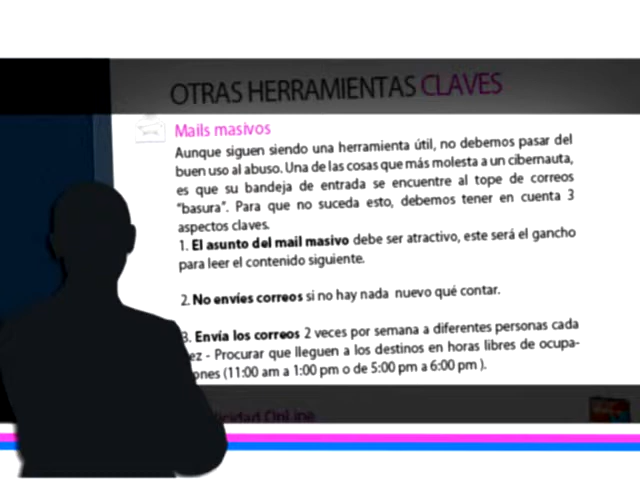 OTRAS HERRAMIENTAS CLAVES
Mails masivos
Aunque siguen siendo una herramienta útil, no debemos pasar del
buen uso al abuso. Una de las cosas que más molesta a un cibernauta,
es que su bandeja de entrada se encuentre al tope de correos
"basura". Para que no suceda esto, debemos tener en cuenta 3
aspectos claves.
1. El asunto del mail masivo debe ser atractivo, este será el gancho
para leer el contenido siguiente.
2. No envíes correos si no hay nada nuevo qué contar.
3. Envía los correos 2 veces por semana a diferentes personas cada
ez - Procurar que lleguen a los destinos en horas libres de ocupa-
ones (11:00 am a 1:00 pm o de 5:00 pm a 6:00 pm ).
icidad OnLine